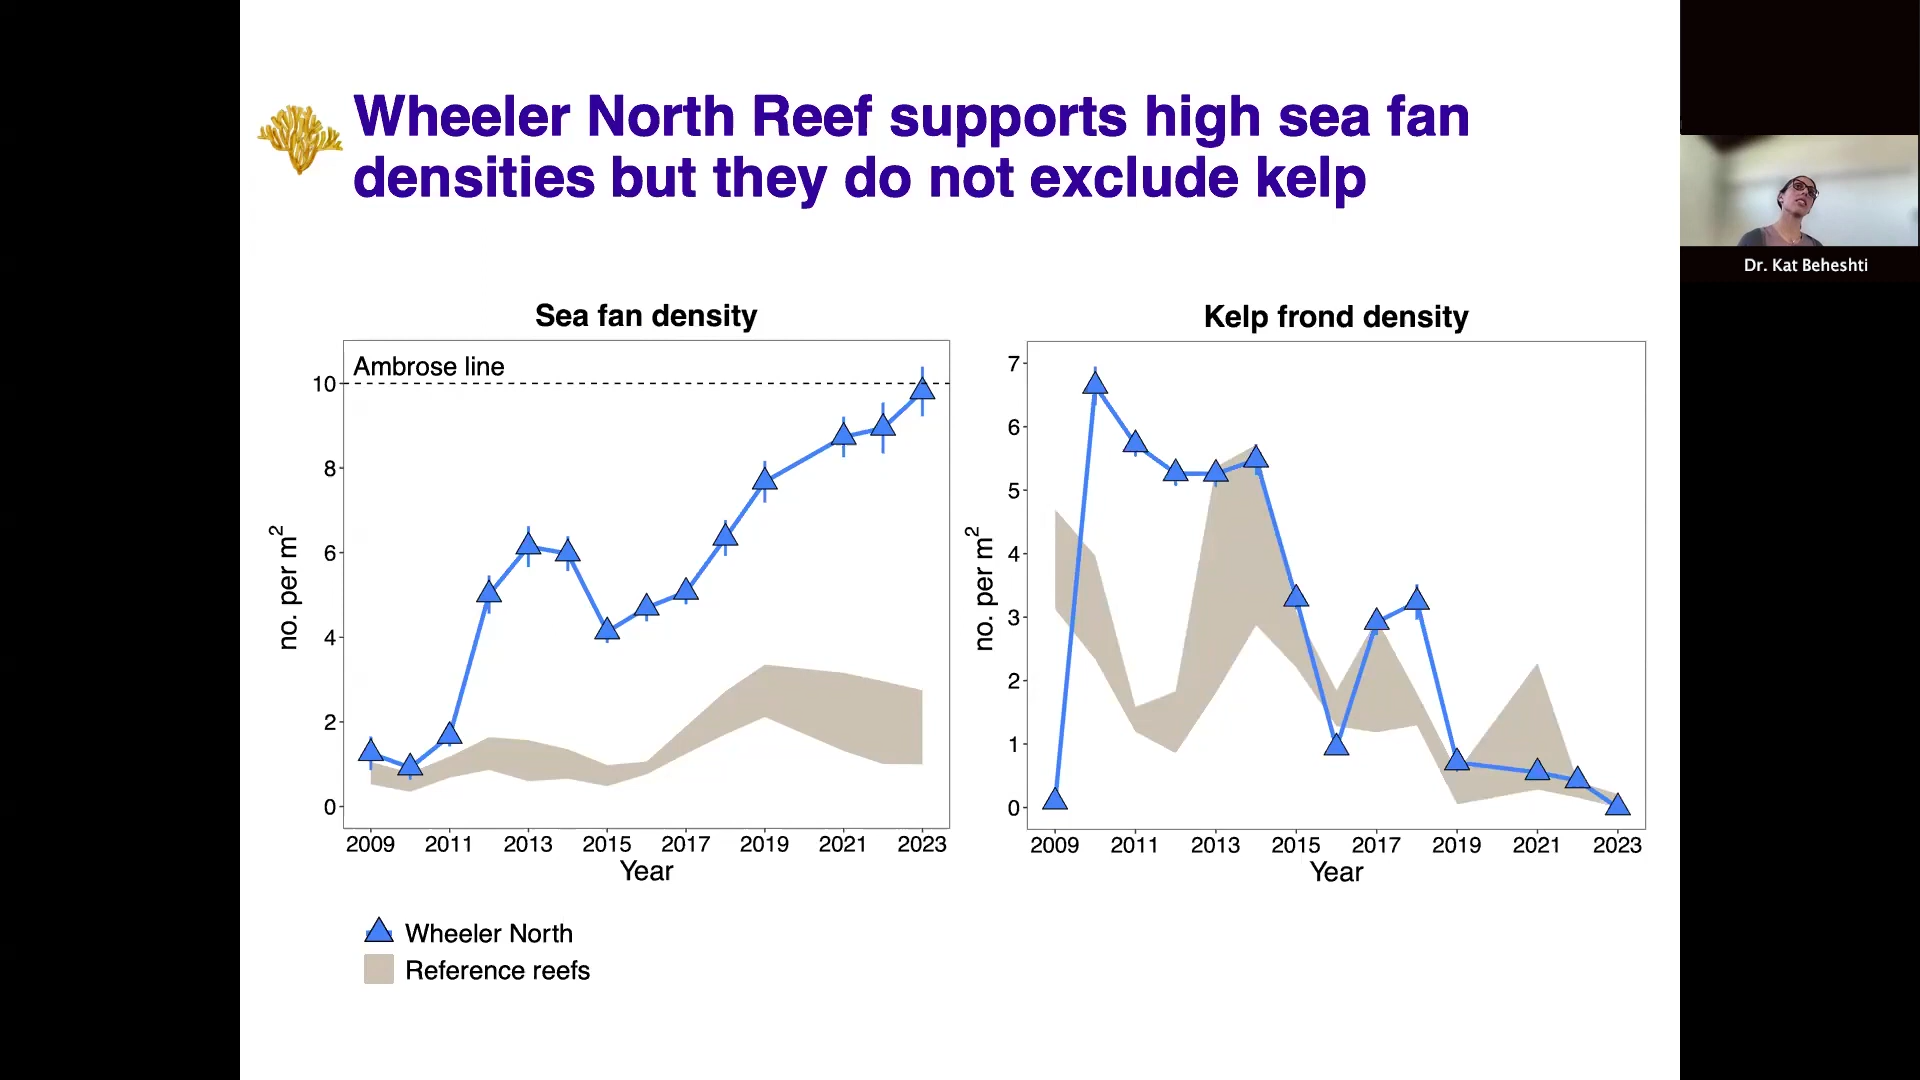 Wheeler North Reef supports high sea fan
densities but they do not exclude kelp
Dr. Kat Beheshti
Sea fan density
Ambrose line
10
8
6
4
2
0
no. per m²
2009 2011 2013 2015 2017 2019 2021 2023
Year
Kelp frond density
7
6
5
4
3
2
1
0
no. per m²
2009 2011 2013 2015 2017 2019 2021 2023
Year
Wheeler North
Reference reefs